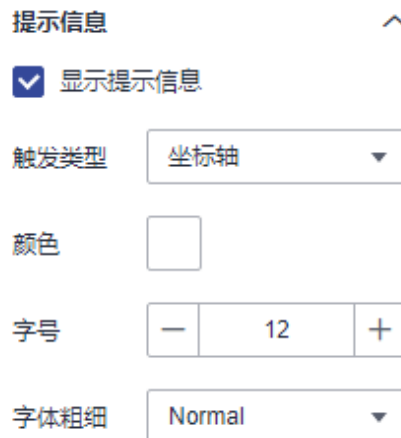 提示信息
显示提示信息
触发类型 坐标轴
颜色
字号 — 12 +
字体粗细 Normal